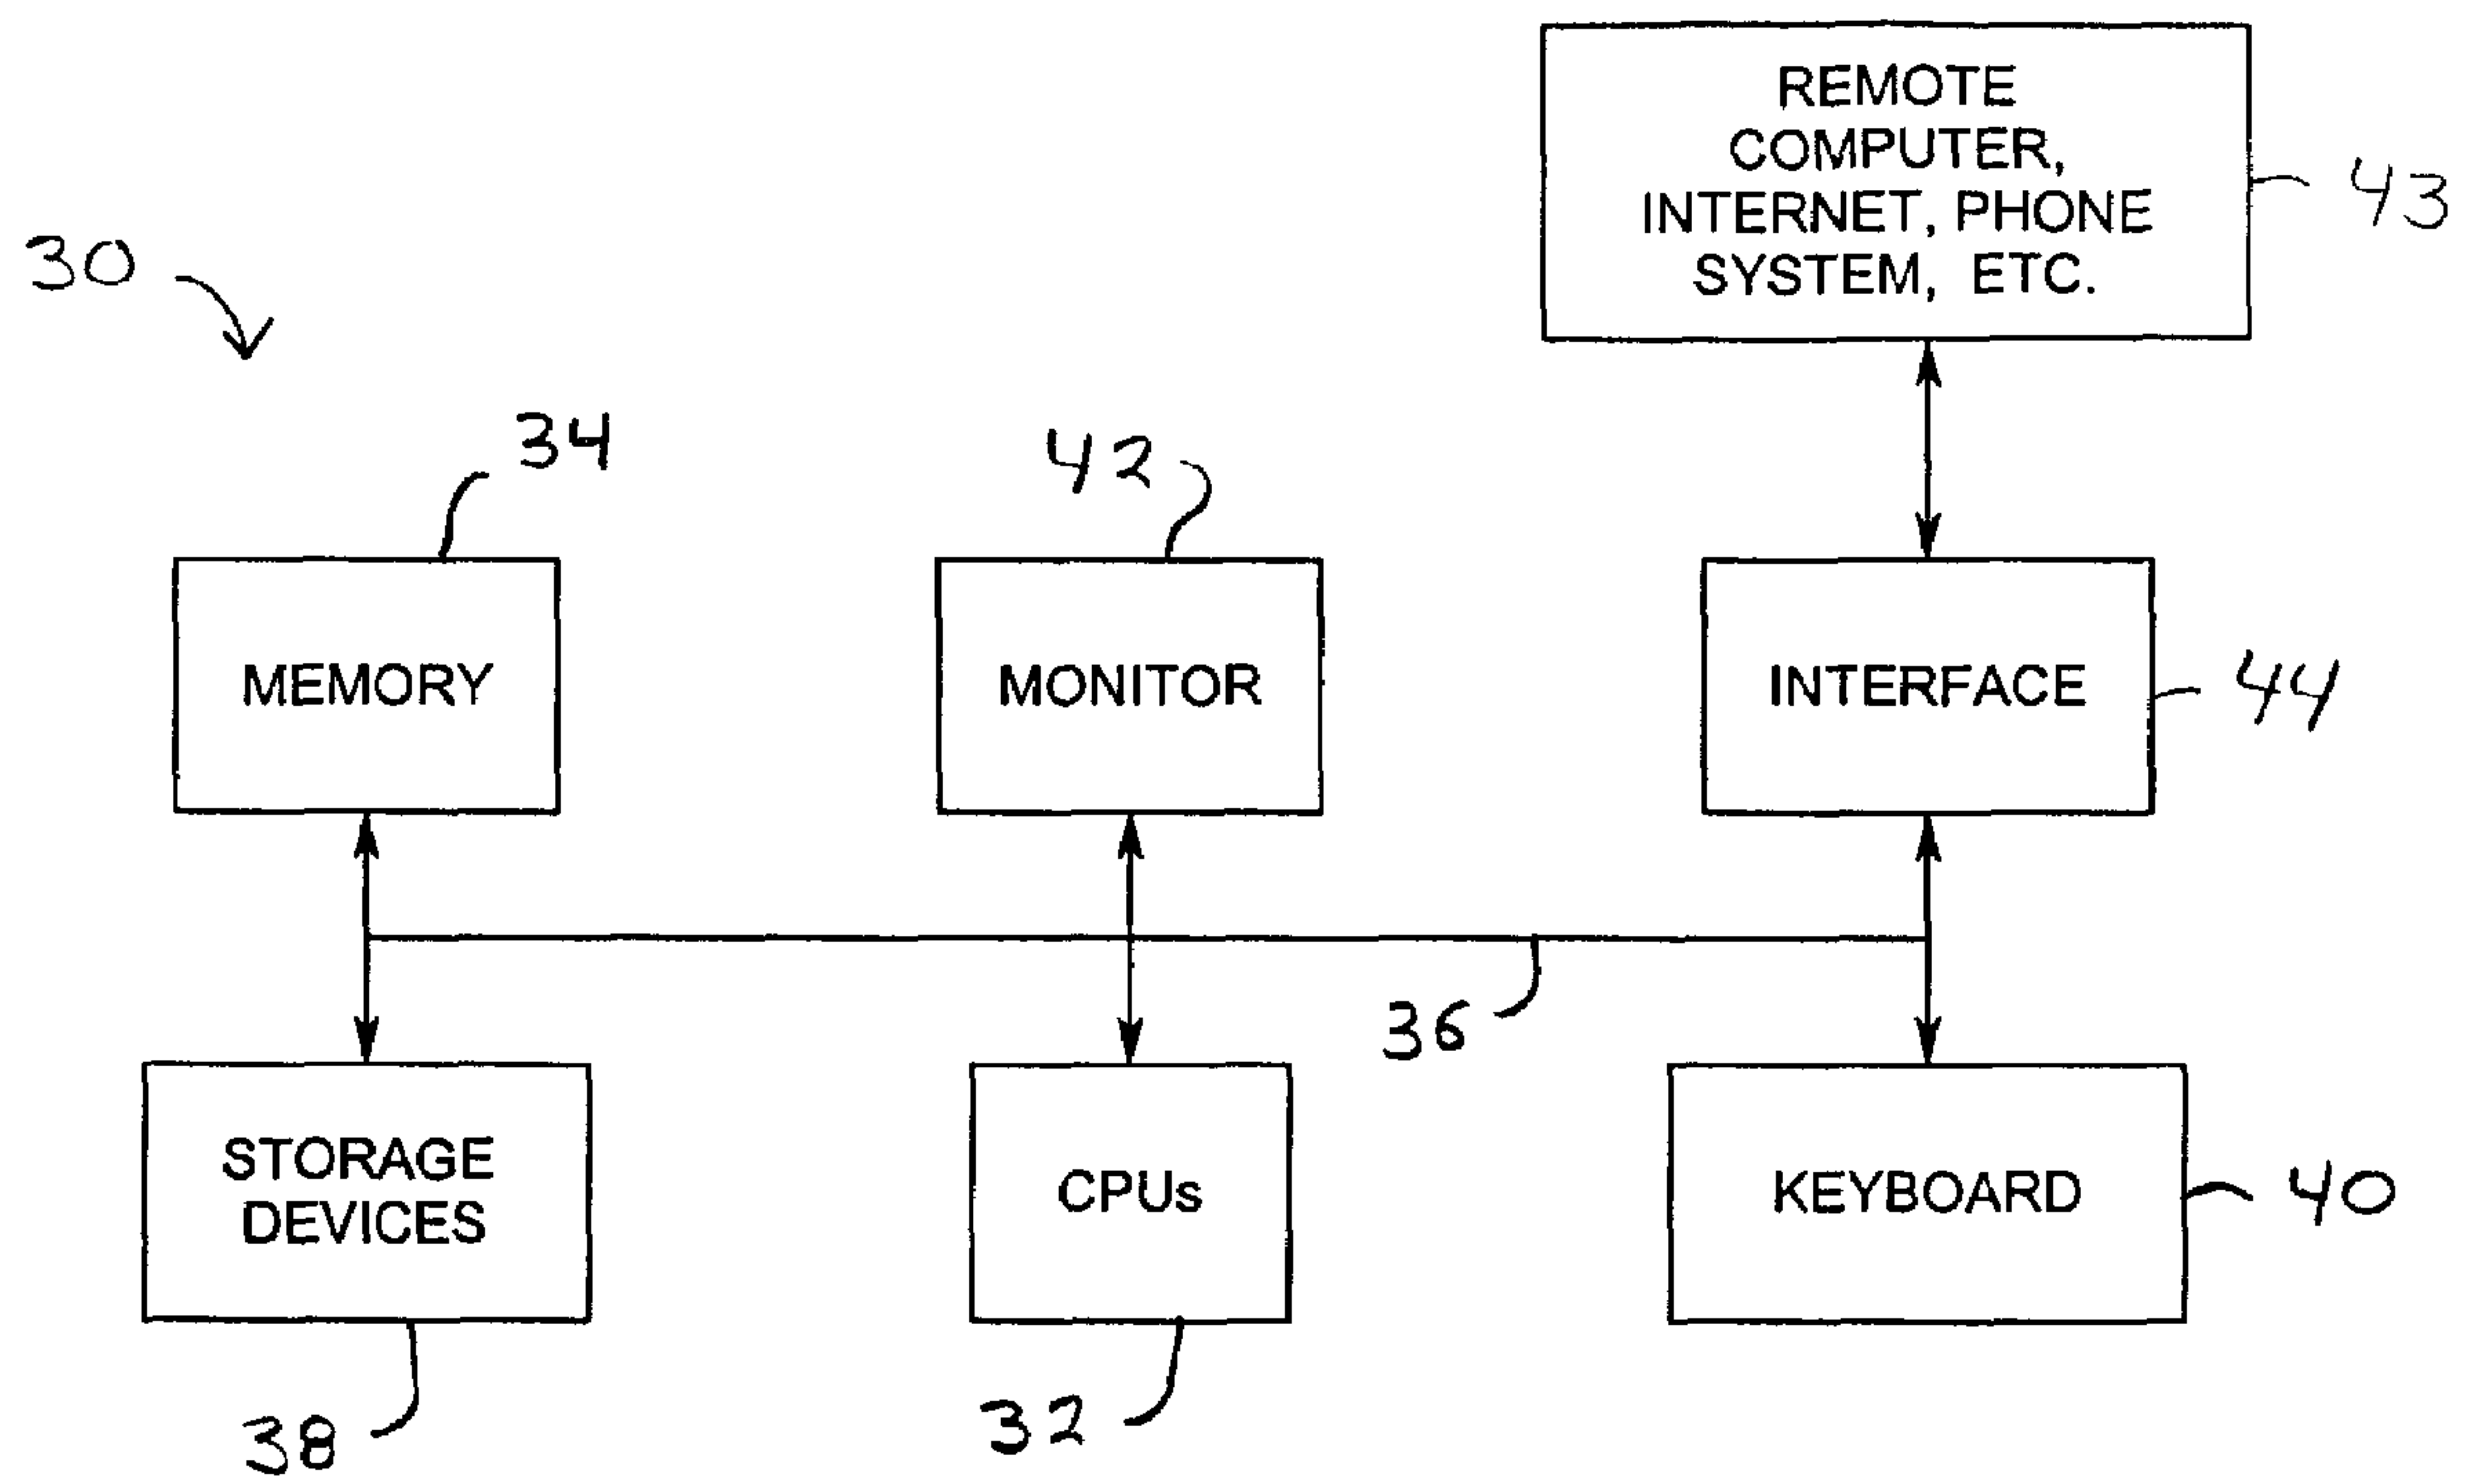 REMOTE
COMPUTER,
INTERNET, PHONE
SYSTEM, ETC.
43
30
34
42
MEMORY
MONITOR
INTERFACE
44
36
STORAGE
DEVICES
CPUs
KEYBOARD
40
38
32